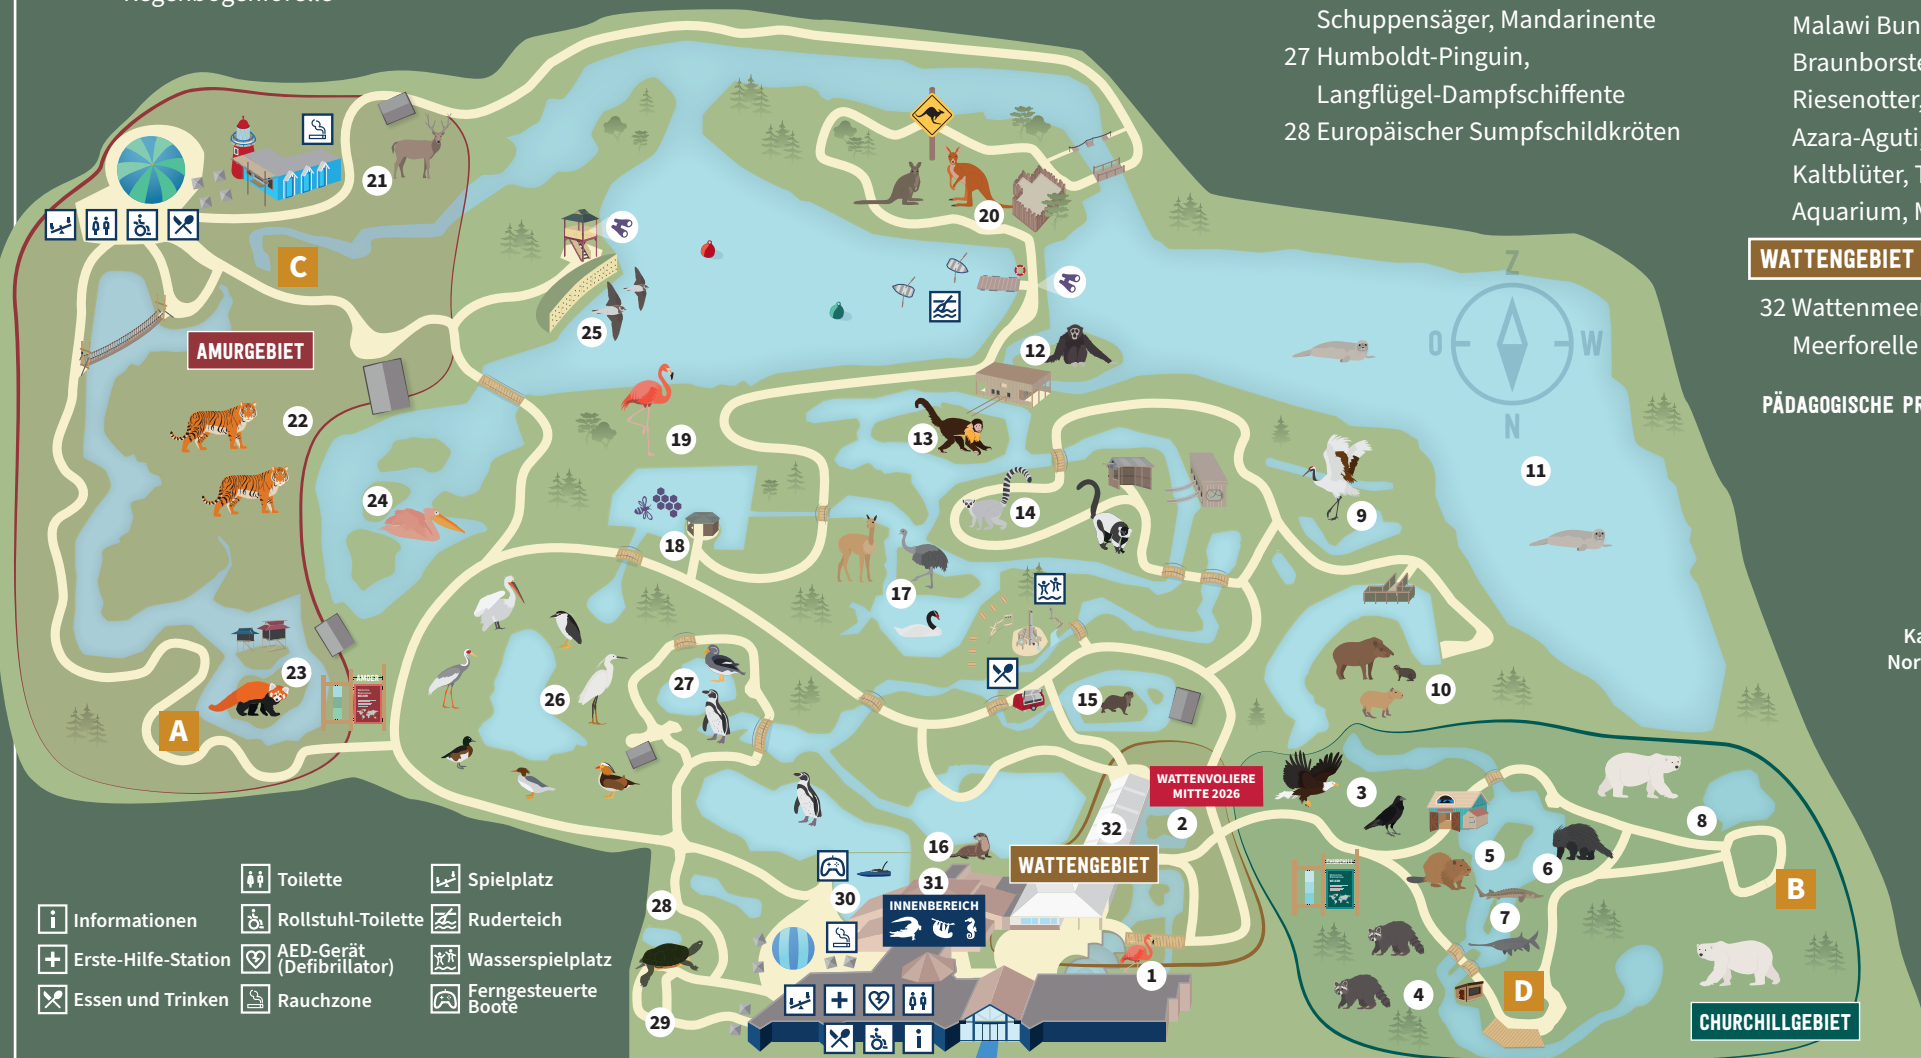 Regenbogenforelle
Schuppensäger, Mandarinente
27 Humboldt-Pinguin,
Langflügel-Dampfschiffente
28 Europäischer Sumpfschildkröten
Malawi Bun
Braunborste
Riesenotter,
Azara-Aguti,
Kaltblüter, T
Aquarium, M
WATTENGEBIET
32 Wattenmeer
Meerforelle
PÄDAGOGISCHE PR
Ka
Nor
Z
O
W
N
21
20
C
25
12
AMURGEBIET
22
19
13
11
24
14
9
18
17
23
26
27
15
10
A
WATTENVOLIERE
MITTE 2026
3
32
2
8
16
WATTENGEBIET
5
6
31
B
30
INNENBEREICH
28
7
1
4
D
29
CHURCHILLGEBIET
Toilette
Spielplatz
Informationen
Rollstuhl-Toilette
Ruderteich
Erste-Hilfe-Station
AED-Gerät
(Defibrillator)
Wasserspielplatz
Essen und Trinken
Rauchzone
Ferngesteuerte
Boote